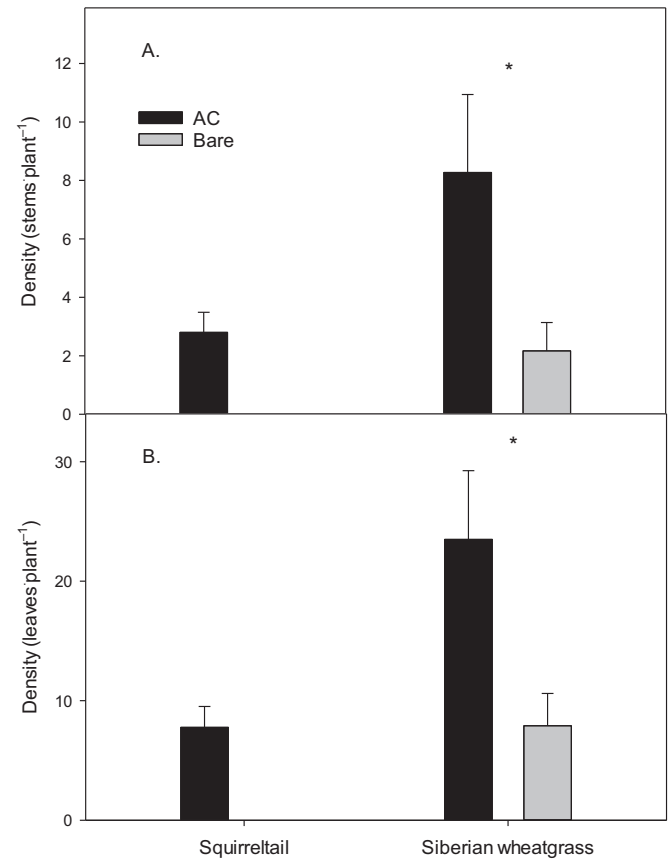 A.
*
12
10
8
6
4
2
0
AC
Bare
Density (stems·plant⁻¹)
B.
*
30
20
10
0
Density (leaves·plant⁻¹)
Squirreltail
Siberian wheatgrass